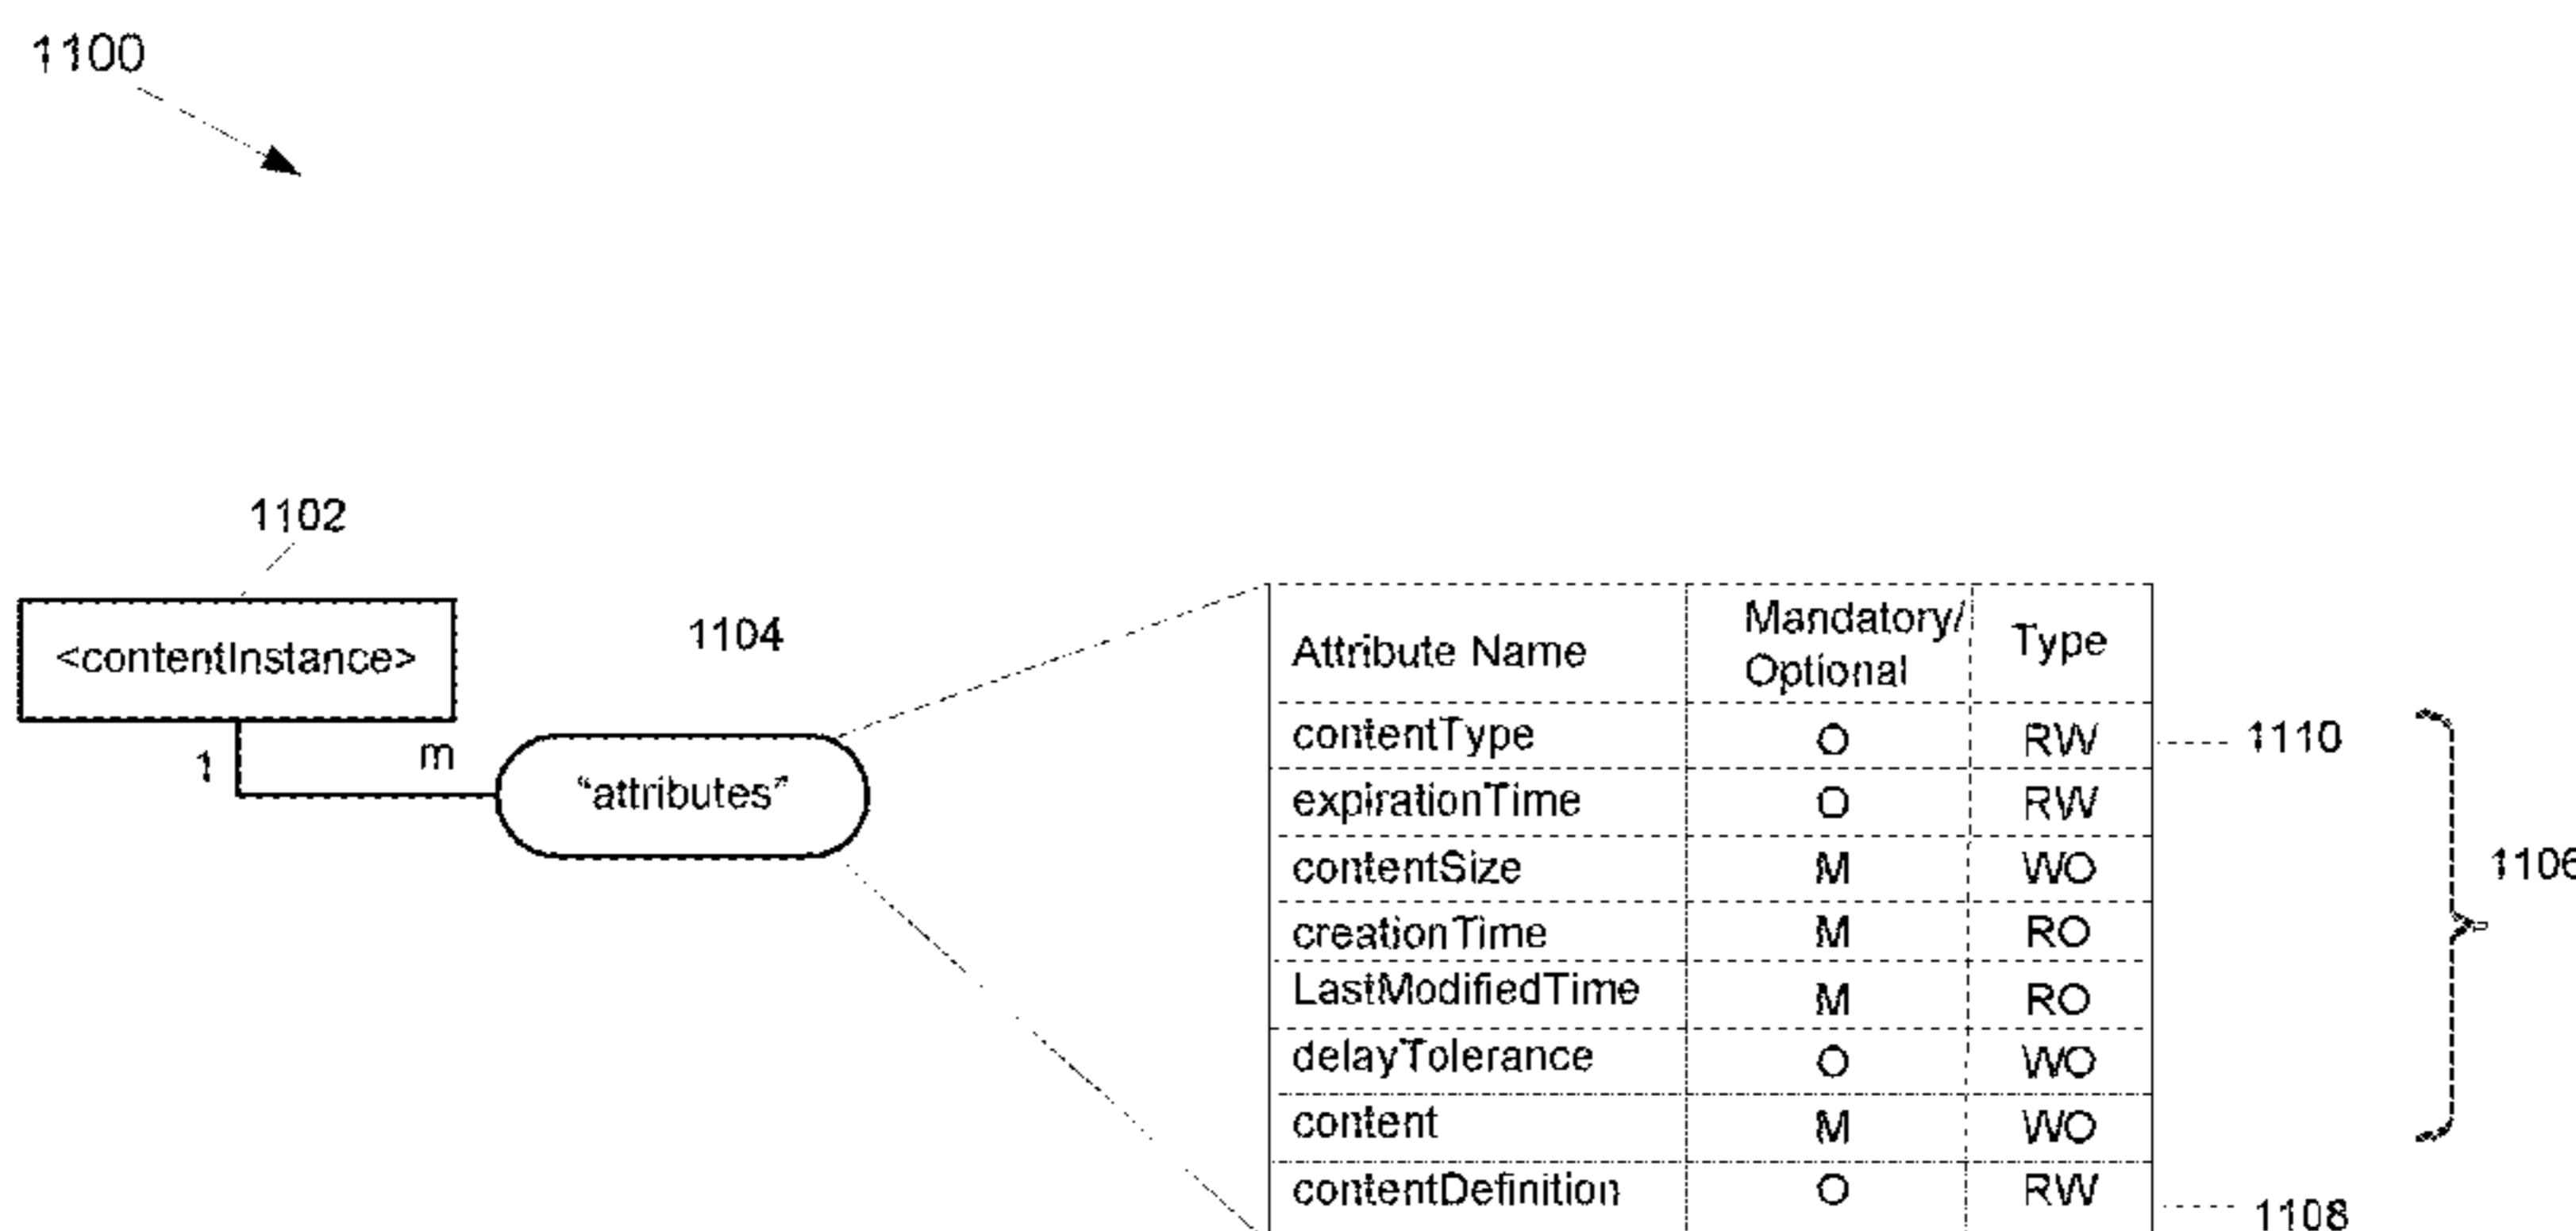 1100
1102
<contentInstance>
1104
1
m
“attributes”
Attribute Name Mandatory/ Optional Type
contentType O RW 1110
expirationTime O RW
contentSize M WO
1106
creationTime M RO
LastModifiedTime M RO
delayTolerance O WO
content M WO
contentDefinition O RW
1108